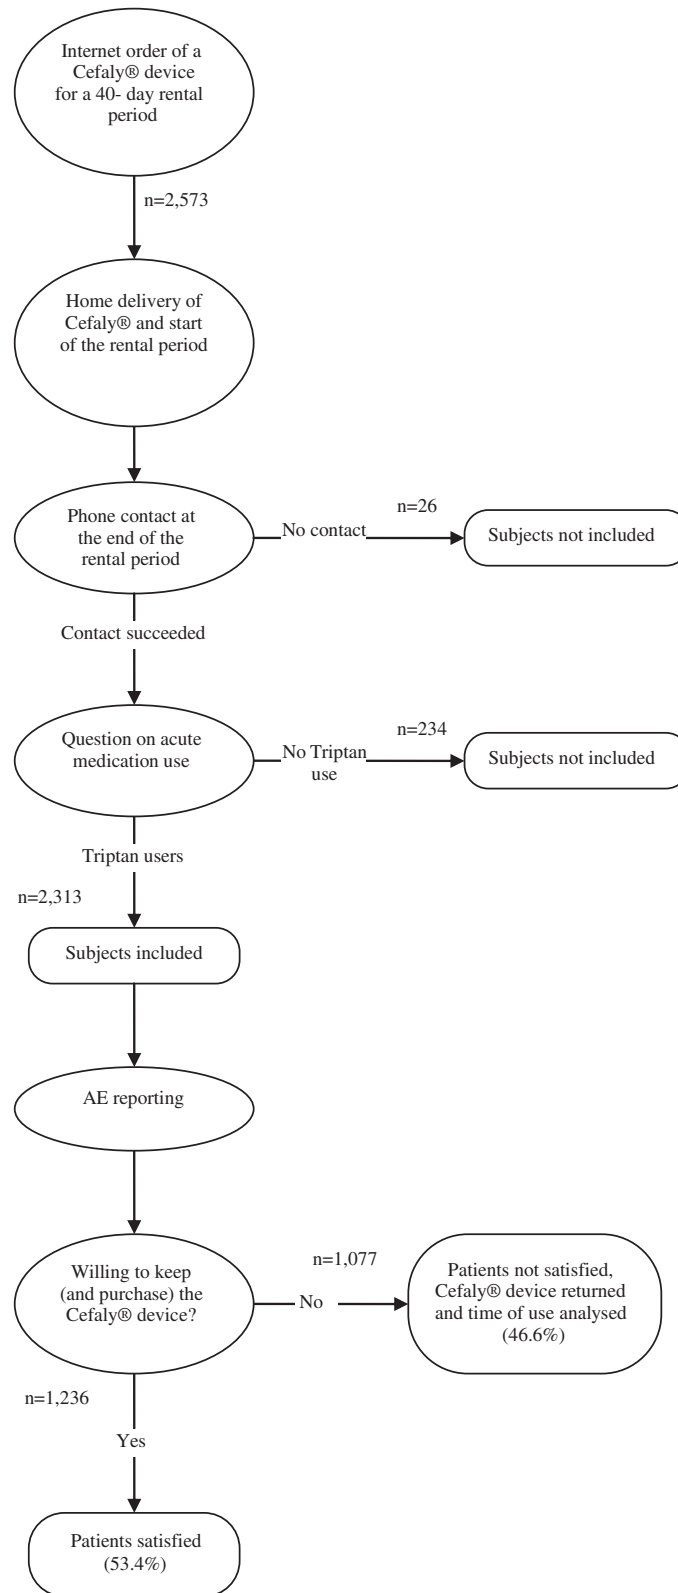 Internet order of a
Cefaly® device
for a 40- day rental
period
n=2,573
Home delivery of
Cefaly® and start
of the rental period
Phone contact at
the end of the
rental period
No contact
n=26
Subjects not included
Contact succeeded
Question on acute
medication use
No Triptan
use
n=234
Subjects not included
Triptan users
n=2,313
Subjects included
AE reporting
Willing to keep
(and purchase) the
Cefaly® device?
n=1,077
No
Patients not satisfied,
Cefaly® device returned
and time of use analysed
(46.6%)
n=1,236
Yes
Patients satisfied
(53.4%)